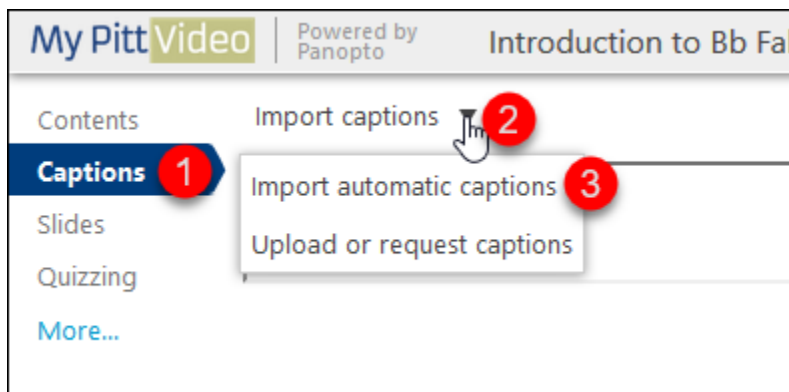 My Pitt Video Powered by Panopto Introduction to Bb Fal
Contents
Import captions 2
Captions 1
Import automatic captions 3
Slides
Upload or request captions
Quizzing
More...